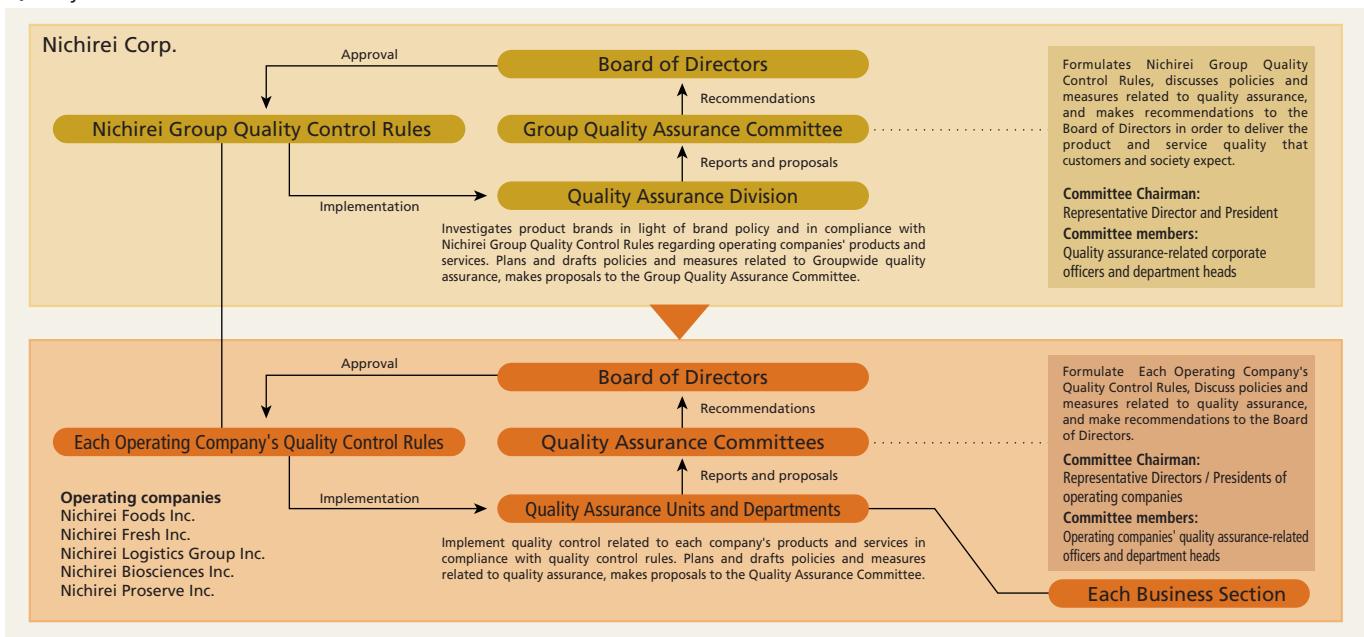 Nichirei Corp.
Approval
Board of Directors
Recommendations
Nichirei Group Quality Control Rules
Group Quality Assurance Committee
Reports and proposals
Implementation
Quality Assurance Division
Investigates product brands in light of brand policy and in compliance with
Nichirei Group Quality Control Rules regarding operating companies' products and
services. Plans and drafts policies and measures related to Groupwide quality
assurance, makes proposals to the Group Quality Assurance Committee.
Formulates Nichirei Group Quality
Control Rules, discusses policies and
measures related to quality assurance,
and makes recommendations to the
Board of Directors in order to deliver the
product and service quality that
customers and society expect.
Committee Chairman:
Representative Director and President
Committee members:
Quality assurance-related corporate
officers and department heads
Approval
Board of Directors
Recommendations
Each Operating Company's Quality Control Rules
Quality Assurance Committees
Reports and proposals
Implementation
Quality Assurance Units and Departments
Implement quality control related to each company's products and services in
compliance with quality control rules. Plans and drafts policies and measures
related to quality assurance, makes proposals to the Quality Assurance Committee.
Operating companies
Nichirei Foods Inc.
Nichirei Fresh Inc.
Nichirei Logistics Group Inc.
Nichirei Biosciences Inc.
Nichirei Proserve Inc.
Formulate Each Operating Company's
Quality Control Rules, Discuss policies and
measures related to quality assurance,
and make recommendations to the Board
of Directors.
Committee Chairman:
Representative Directors / Presidents of
operating companies
Committee members:
Operating companies' quality assurance-related
officers and department heads
Each Business Section